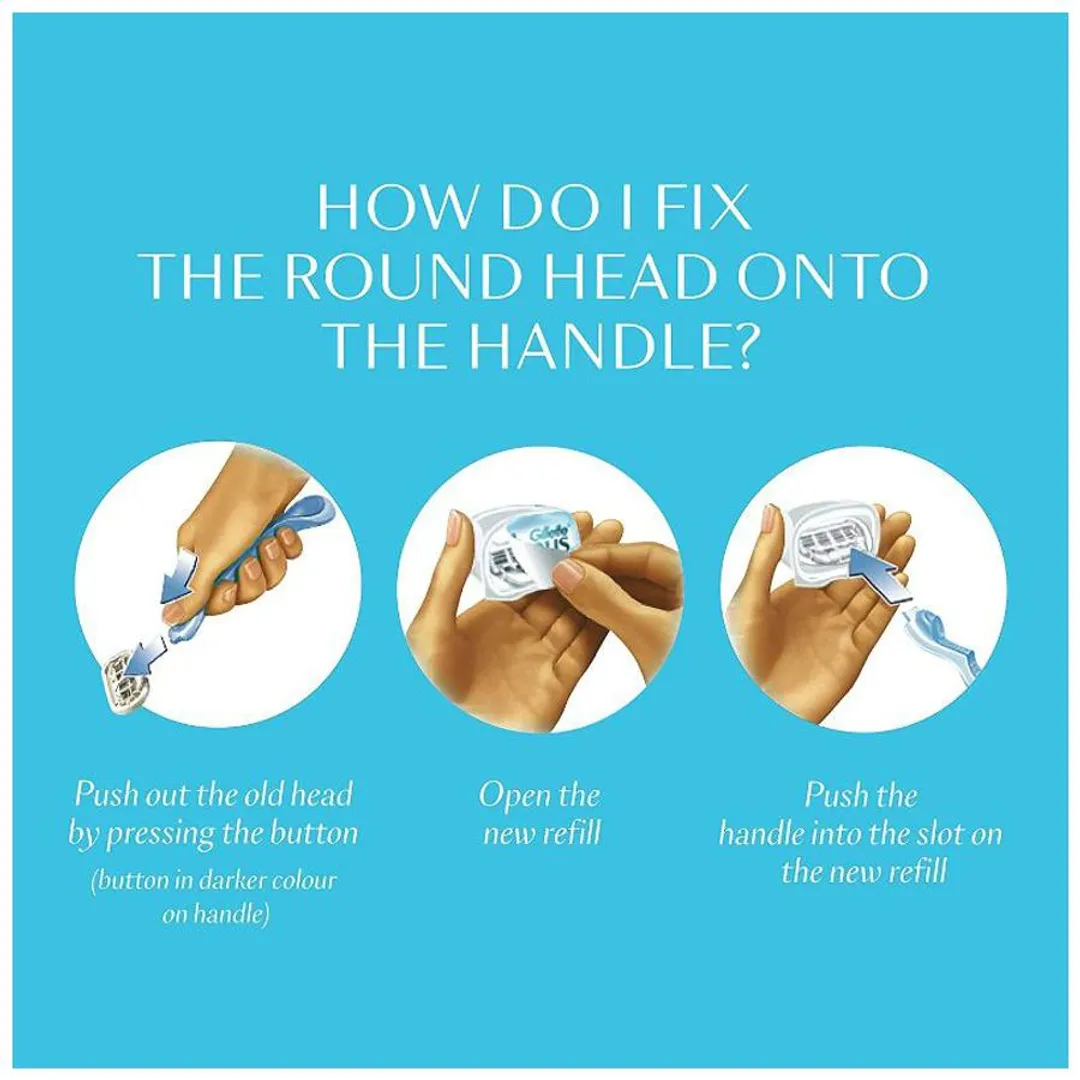 HOW DO I FIX
THE ROUND HEAD ONTO
THE HANDLE?
Gillette
US
Push out the old head
by pressing the button
(button in darker colour
on handle)
Open the
new refill
Push the
handle into the slot on
the new refill